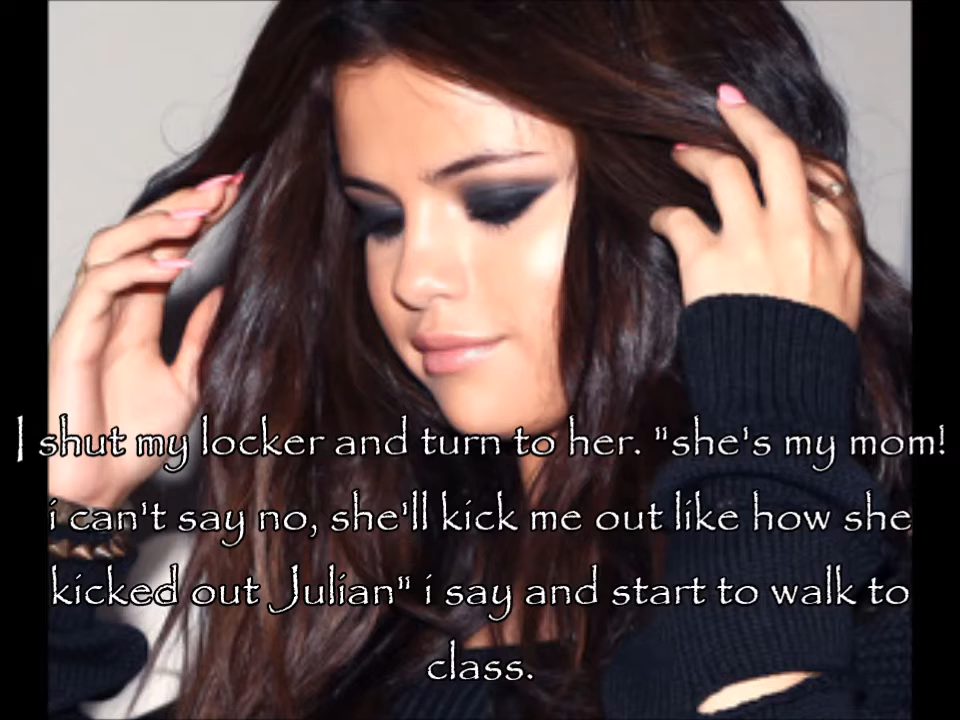 I shut my locker and turn to her. "she's my mom!
i can't say no, she'll kick me out like how she
kicked out Julian" i say and start to walk to
class.